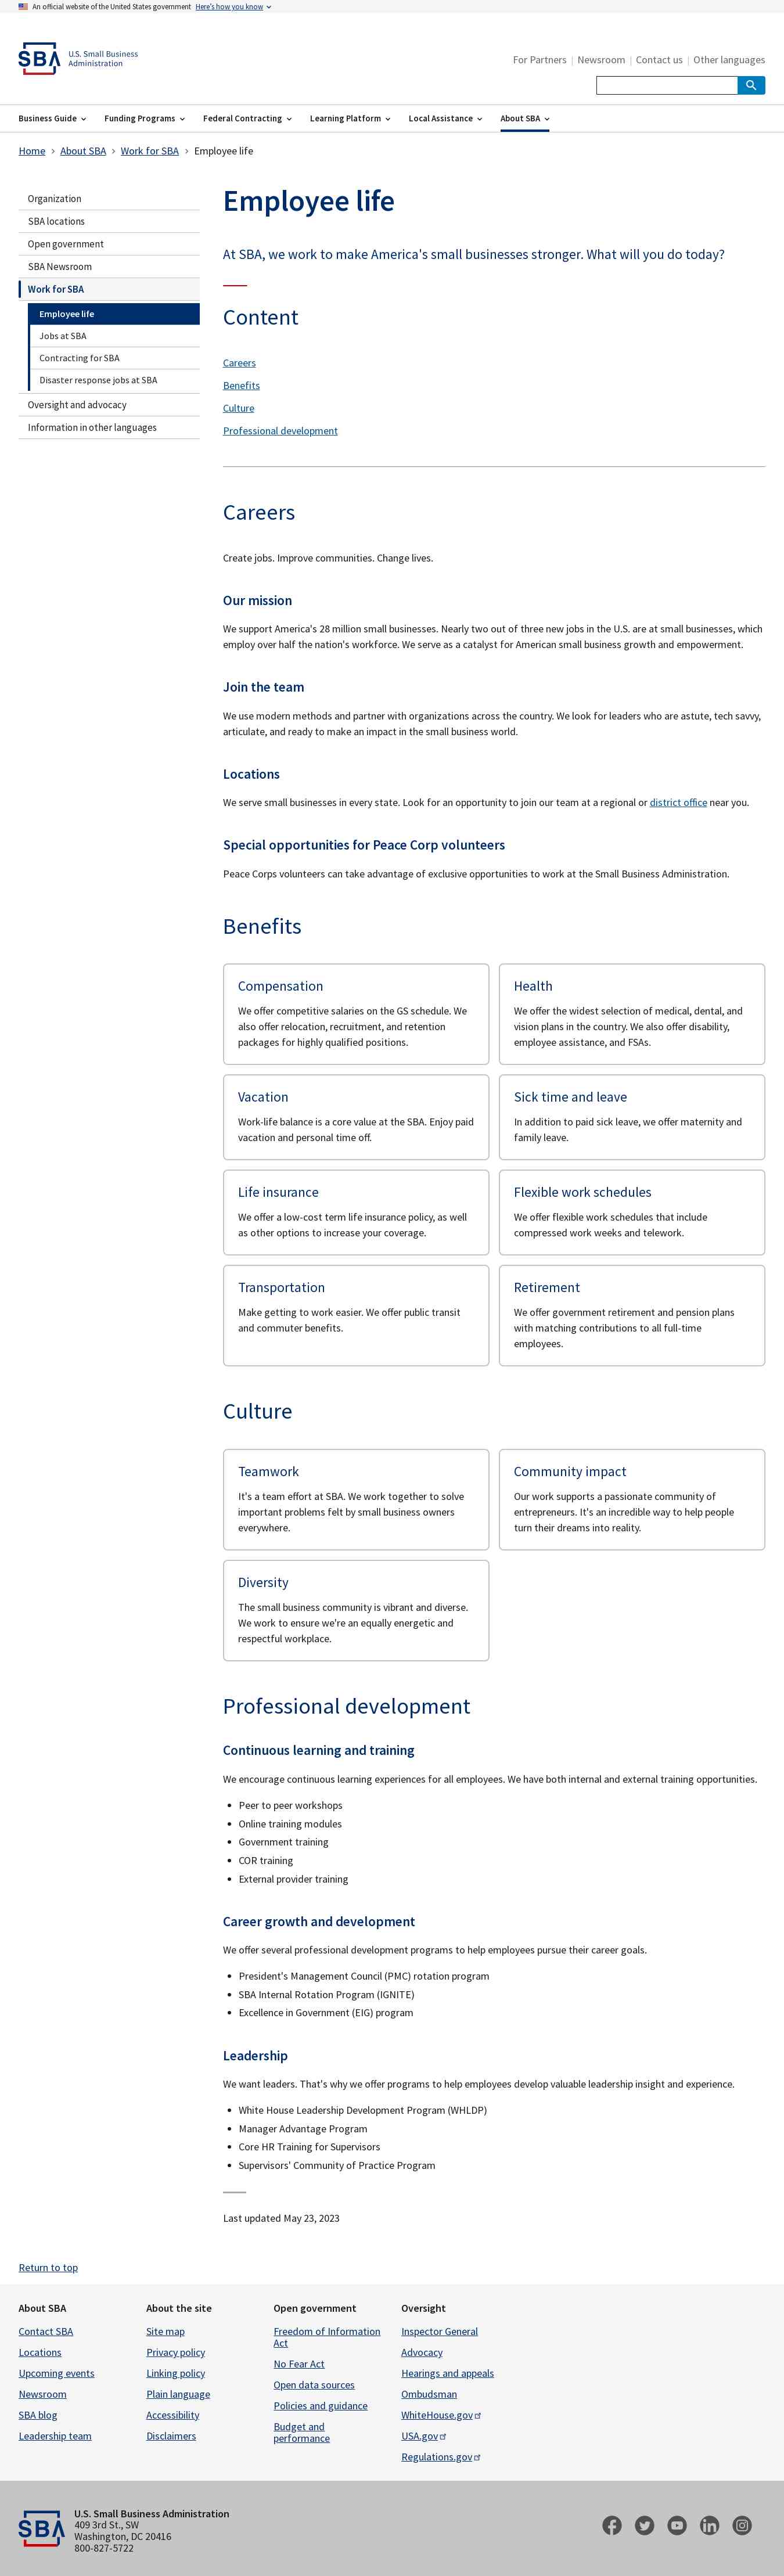 An official website of the United States government Here's how you know
SBA
U.S. Small Business
Administration
For Partners | Newsroom | Contact us | Other languages
Business Guide
Funding Programs
Federal Contracting
Learning Platform
Local Assistance
About SBA
Home > About SBA > Work for SBA > Employee life
Organization
SBA locations
Open government
SBA Newsroom
Work for SBA
Employee life
Jobs at SBA
Contracting for SBA
Disaster response jobs at SBA
Oversight and advocacy
Information in other languages
Employee life
At SBA, we work to make America's small businesses stronger. What will you do today?
Content
Careers
Benefits
Culture
Professional development
Careers
Create jobs. Improve communities. Change lives.
Our mission
We support America's 28 million small businesses. Nearly two out of three new jobs in the U.S. are at small businesses, which
employ over half the nation's workforce. We serve as a catalyst for American small business growth and empowerment.
Join the team
We use modern methods and partner with organizations across the country. We look for leaders who are astute, tech savvy,
articulate, and ready to make an impact in the small business world.
Locations
We serve small businesses in every state. Look for an opportunity to join our team at a regional or district office near you.
Special opportunities for Peace Corp volunteers
Peace Corps volunteers can take advantage of exclusive opportunities to work at the Small Business Administration.
Benefits
Compensation
We offer competitive salaries on the GS schedule. We
also offer relocation, recruitment, and retention
packages for highly qualified positions.
Health
We offer the widest selection of medical, dental, and
vision plans in the country. We also offer disability,
employee assistance, and FSAs.
Vacation
Work-life balance is a core value at the SBA. Enjoy paid
vacation and personal time off.
Sick time and leave
In addition to paid sick leave, we offer maternity and
family leave.
Life insurance
We offer a low-cost term life insurance policy, as well
as other options to increase your coverage.
Flexible work schedules
We offer flexible work schedules that include
compressed work weeks and telework.
Transportation
Make getting to work easier. We offer public transit
and commuter benefits.
Retirement
We offer government retirement and pension plans
with matching contributions to all full-time
employees.
Culture
Teamwork
It's a team effort at SBA. We work together to solve
important problems felt by small business owners
everywhere.
Community impact
Our work supports a passionate community of
entrepreneurs. It's an incredible way to help people
turn their dreams into reality.
Diversity
The small business community is vibrant and diverse.
We work to ensure we're an equally energetic and
respectful workplace.
Professional development
Continuous learning and training
We encourage continuous learning experiences for all employees. We have both internal and external training opportunities.
• Peer to peer workshops
• Online training modules
• Government training
• COR training
• External provider training
Career growth and development
We offer several professional development programs to help employees pursue their career goals.
• President's Management Council (PMC) rotation program
• SBA Internal Rotation Program (IGNITE)
• Excellence in Government (EIG) program
Leadership
We want leaders. That's why we offer programs to help employees develop valuable leadership insight and experience.
• White House Leadership Development Program (WHLDP)
• Manager Advantage Program
• Core HR Training for Supervisors
• Supervisors' Community of Practice Program
Last updated May 23, 2023
Return to top
About SBA
Contact SBA
Locations
Upcoming events
Newsroom
SBA blog
Leadership team
About the site
Site map
Privacy policy
Linking policy
Plain language
Accessibility
Disclaimers
Open government
Freedom of Information
Act
No Fear Act
Open data sources
Policies and guidance
Budget and
performance
Oversight
Inspector General
Advocacy
Hearings and appeals
Ombudsman
WhiteHouse.gov
USA.gov
Regulations.gov
SBA
U.S. Small Business Administration
409 3rd St., SW
Washington, DC 20416
800-827-5722